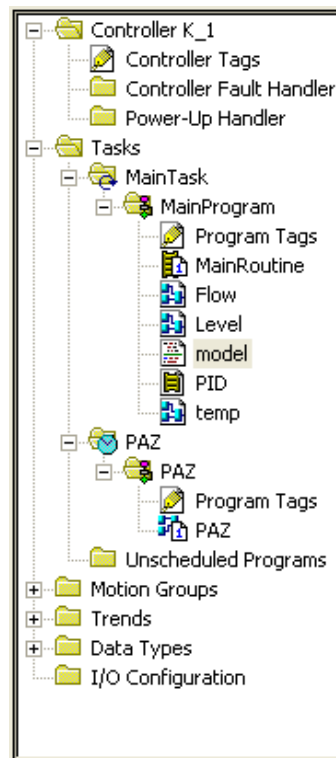 Controller K_1
Controller Tags
Controller Fault Handler
Power-Up Handler
Tasks
MainTask
MainProgram
Program Tags
MainRoutine
Flow
Level
model
PID
temp
PAZ
PAZ
Program Tags
PAZ
Unscheduled Programs
Motion Groups
Trends
Data Types
I/O Configuration